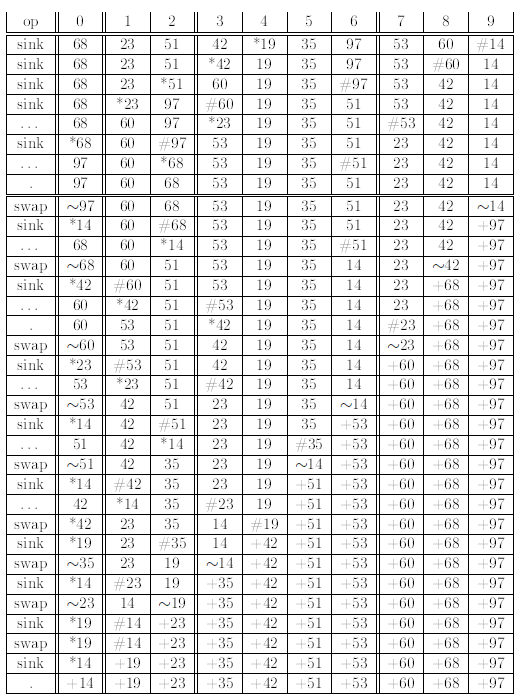 op 0 1 2 3 4 5 6 7 8 9
sink 68 23 51 42 *19 35 97 53 60 #14
sink 68 23 51 *42 19 35 97 53 #60 14
sink 68 23 *51 60 19 35 #97 53 42 14
sink 68 *23 97 #60 19 35 51 53 42 14
... 68 60 97 *23 19 35 51 #53 42 14
sink *68 60 #97 53 19 35 51 23 42 14
... 97 60 *68 53 19 35 #51 23 42 14
. 97 60 68 53 19 35 51 23 42 14
swap ~97 60 68 53 19 35 51 23 42 ~14
sink *14 60 #68 53 19 35 51 23 42 +97
... 68 60 *14 53 19 35 #51 23 42 +97
swap ~68 60 51 53 19 35 14 23 ~42 +97
sink *42 #60 51 53 19 35 14 23 +68 +97
... 60 *42 51 #53 19 35 14 23 +68 +97
. 60 53 51 *42 19 35 14 #23 +68 +97
swap ~60 53 51 42 19 35 14 ~23 +68 +97
sink *23 #53 51 42 19 35 14 +60 +68 +97
... 53 *23 51 #42 19 35 14 +60 +68 +97
swap ~53 42 51 23 19 35 ~14 +60 +68 +97
sink *14 42 #51 23 19 35 +53 +60 +68 +97
... 51 42 *14 23 19 #35 +53 +60 +68 +97
swap ~51 42 35 23 19 ~14 +53 +60 +68 +97
sink *14 #42 35 23 19 +51 +53 +60 +68 +97
... 42 *14 35 #23 19 +51 +53 +60 +68 +97
swap *42 23 35 14 #19 +51 +53 +60 +68 +97
sink *19 23 #35 14 +42 +51 +53 +60 +68 +97
swap ~35 23 19 ~14 +42 +51 +53 +60 +68 +97
sink *14 #23 19 +35 +42 +51 +53 +60 +68 +97
swap ~23 14 ~19 +35 +42 +51 +53 +60 +68 +97
sink *19 #14 +23 +35 +42 +51 +53 +60 +68 +97
swap *19 #14 +23 +35 +42 +51 +53 +60 +68 +97
sink *14 +19 +23 +35 +42 +51 +53 +60 +68 +97
. +14 +19 +23 +35 +42 +51 +53 +60 +68 +97